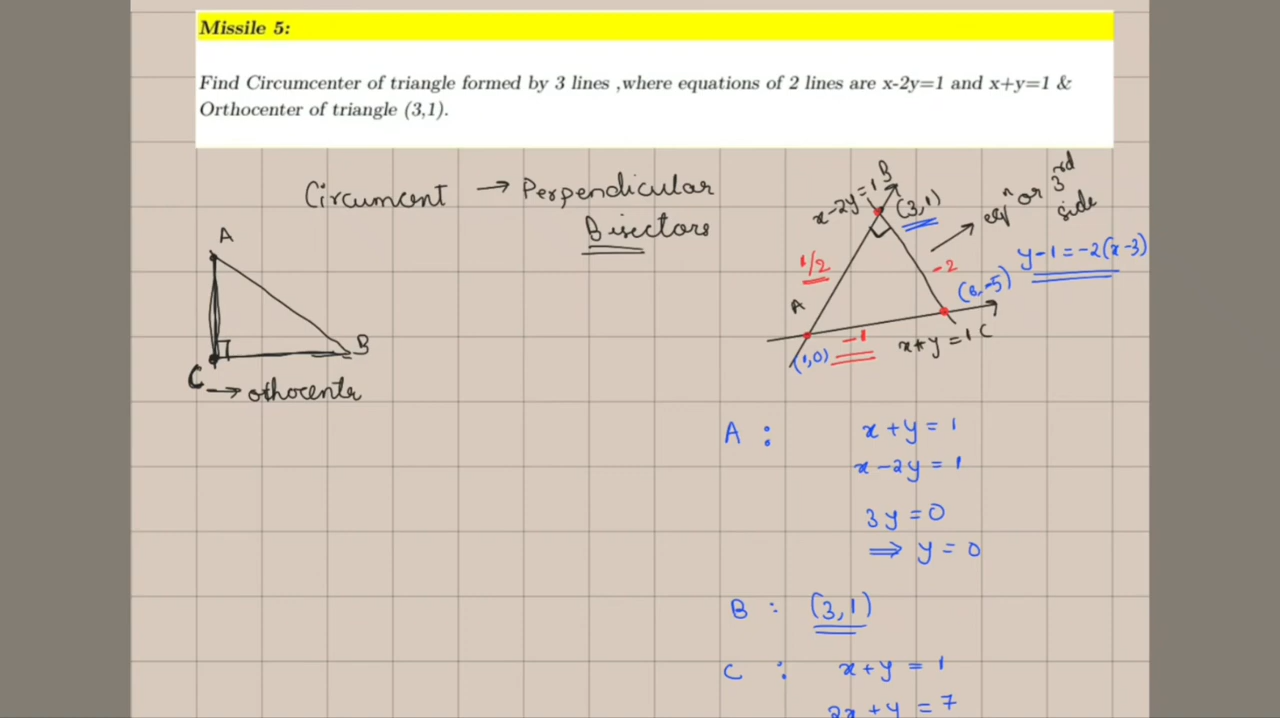 Missile 5:
Find Circumcenter of triangle formed by 3 lines ,where equations of 2 lines are x-2y=1 and x+y=1 &
Orthocenter of triangle (3,1).
Circumcent → Perpendicular
Bisectors
A
B
C
→ othocente
B
x-2y=1
(3,1)
eqⁿ or 3rd
side
y-1=-2(x-3)
1/2
-2
(6,-5)
A
(1,0)
-1
x+y=1
C
A : x+y=1
x-2y=1
3y=0
⇒ y=0
B : (3,1)
C : x+y=1
2x+y=7